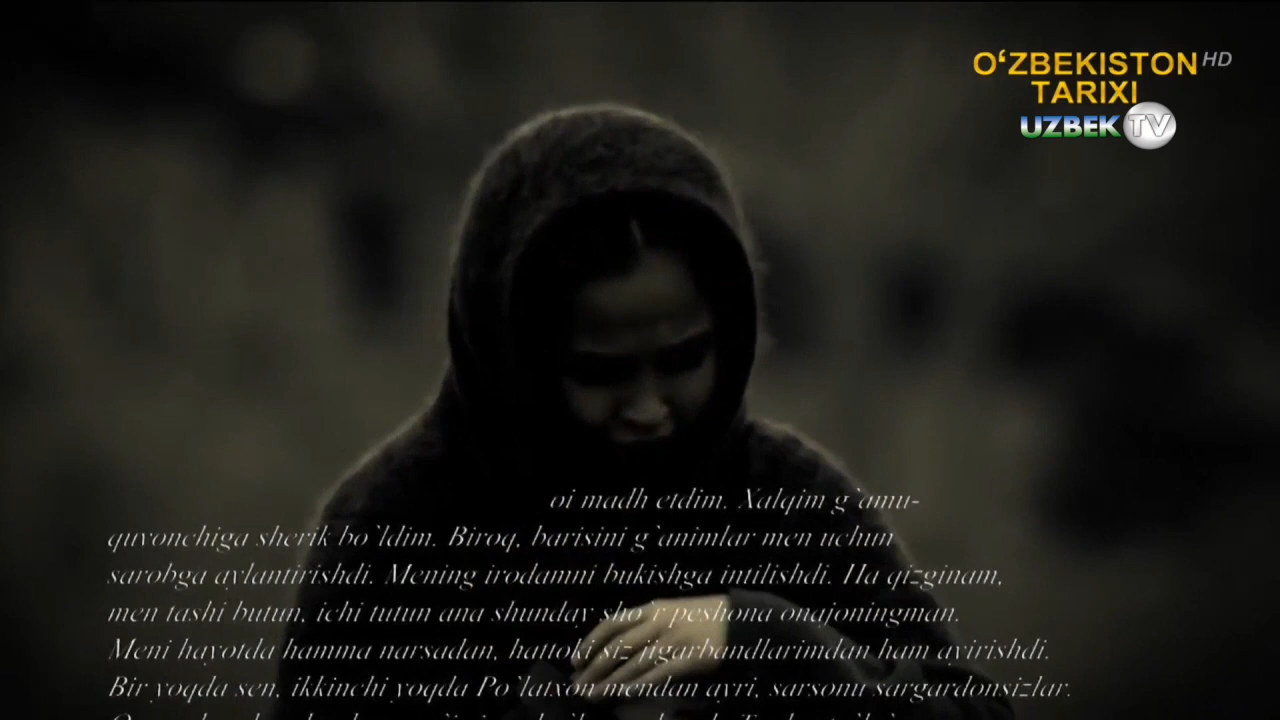 O‘ZBEKISTON HD
TARIXI
UZBEK TV
oi madh etdim. Xalqim g`amu-
quvonchiga sherik bo`ldim. Biroq, barisini g`animlar men uchun
sarobga aylantirishdi. Mening irodamni bukishga intilishdi. Ha qizginam,
men tashi butun, ichi tutun ana shunday sho`r peshona onajoningman.
Meni hayotda hamma narsadan, hattoki siz jigarbandlarimdan ham ayirishdi.
Bir yoqda sen, ikkinchi yoqda Po`latxon mendan ayri, sarsonu sargardonsizlar.